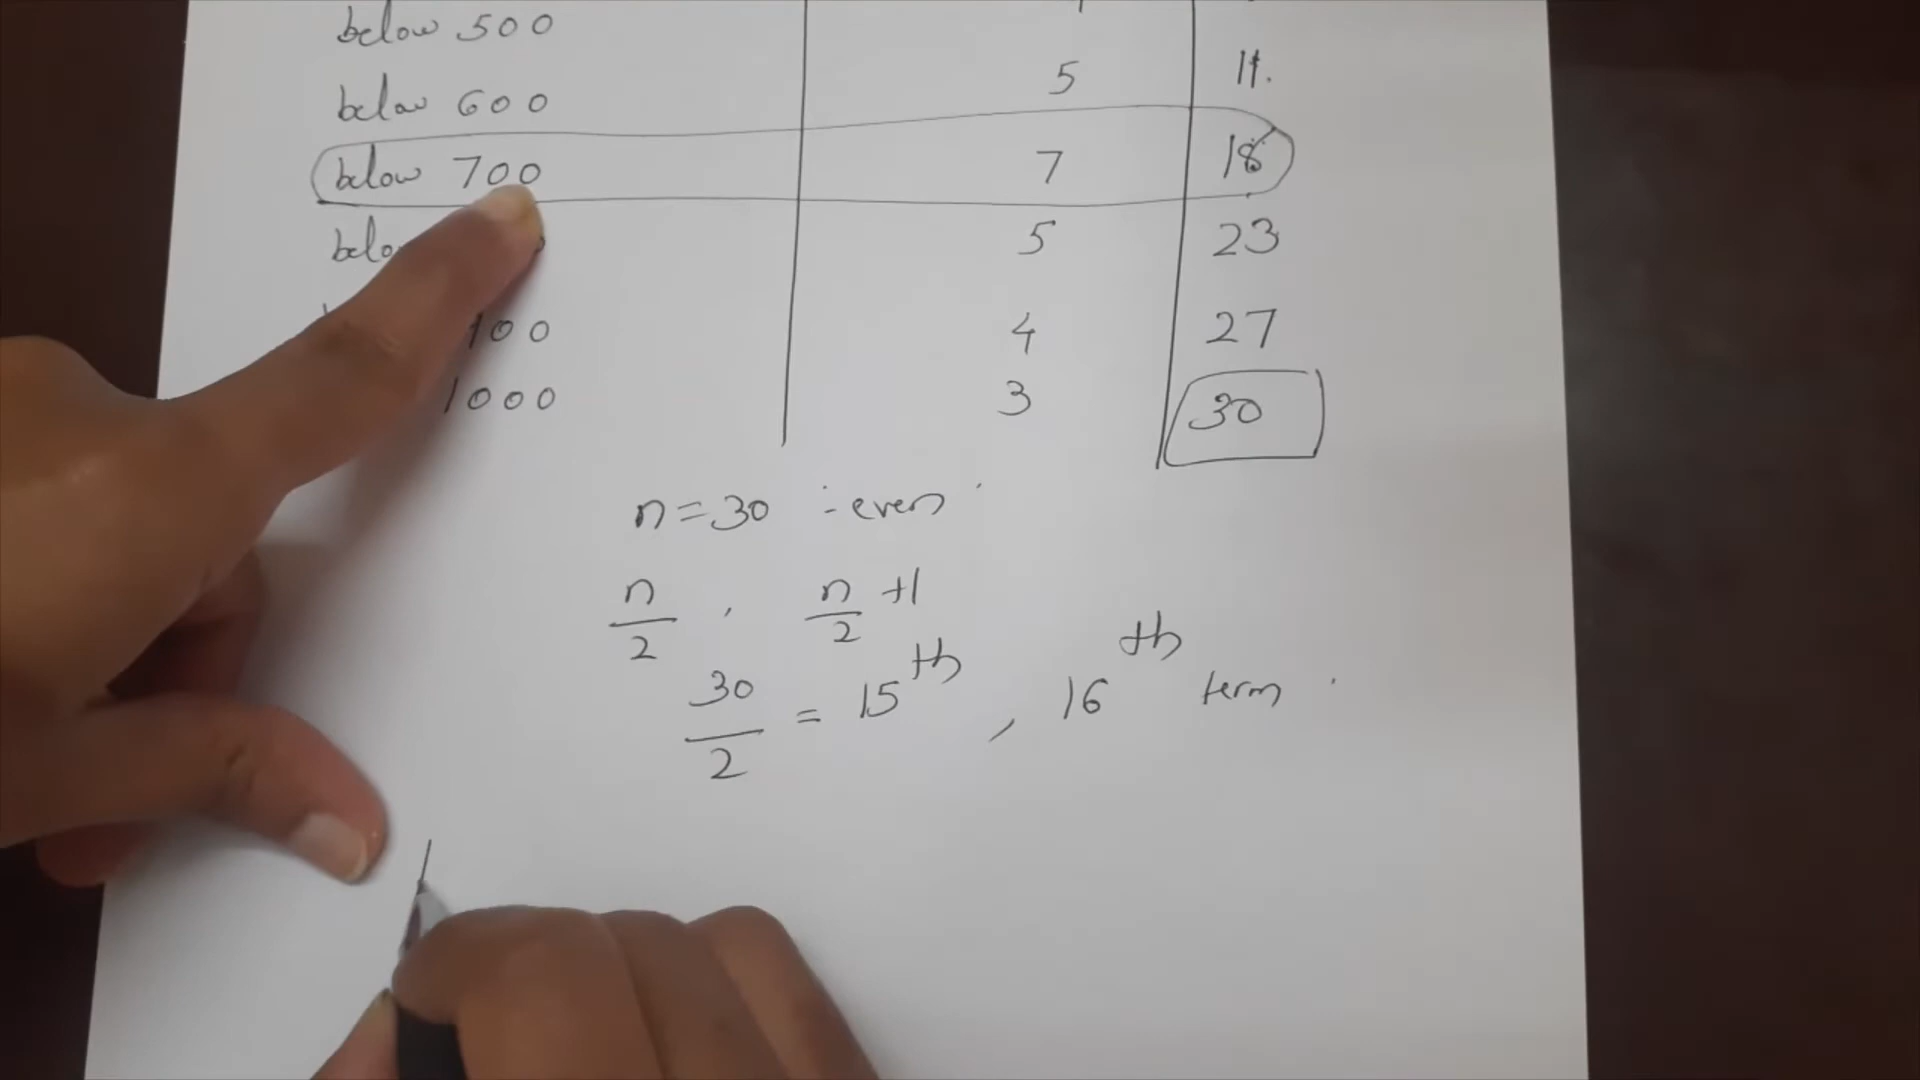 below 500
below 600 5 11.
below 700 7 18
belo 5 23
100 4 27
1000 3 30
n=30 :- even
n/2 , n/2 +1
30/2 = 15th , 16th term .